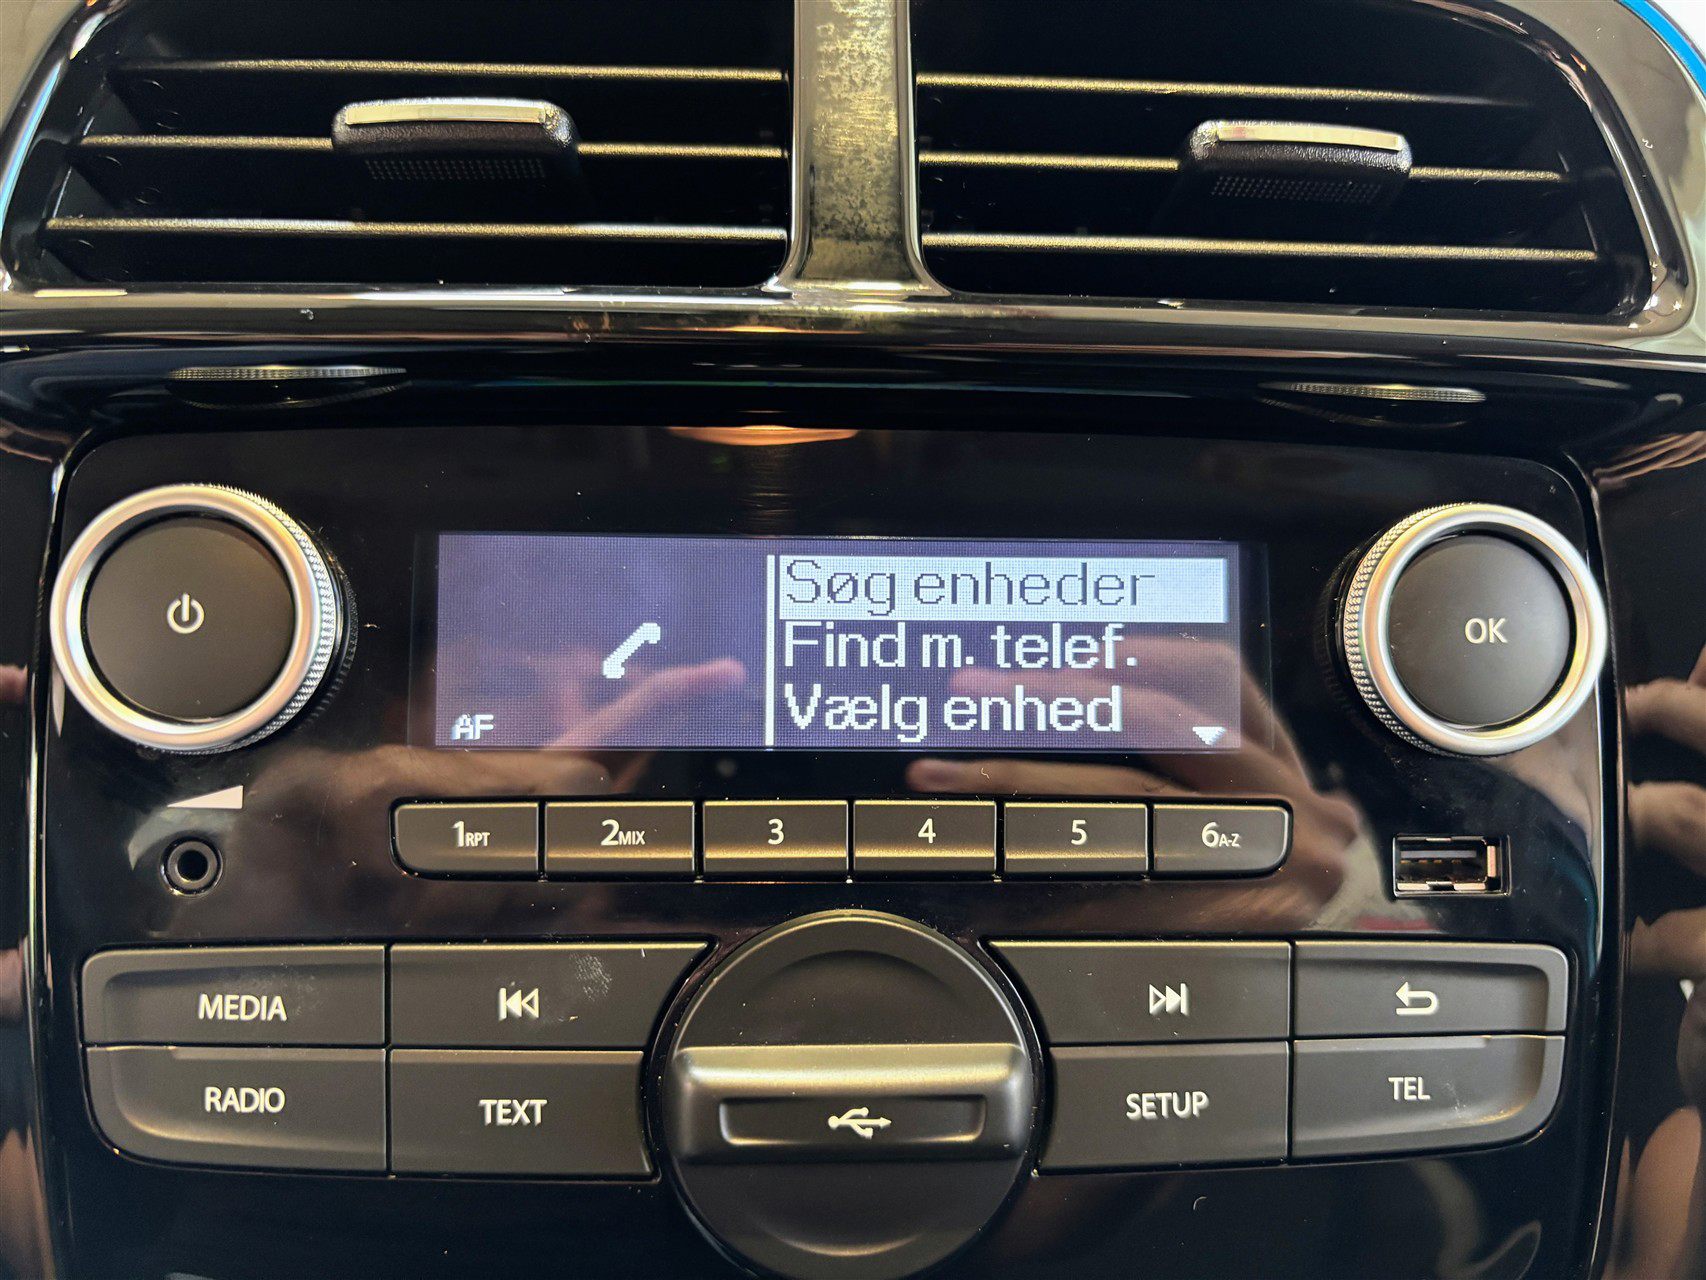 Søg enheder
Find m. telef.
Vælg enhed
AF
OK
1RPT
2MIX
3
4
5
6A-Z
MEDIA
RADIO
TEXT
SETUP
TEL